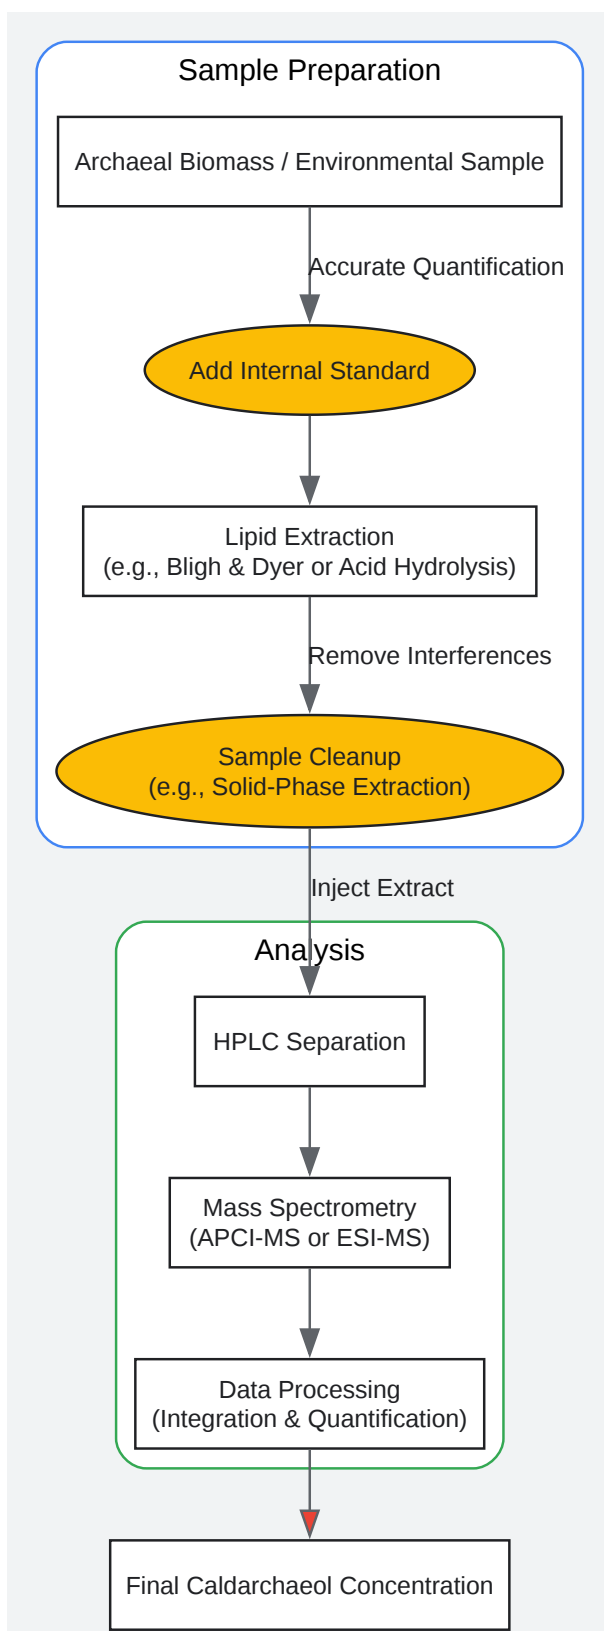 Sample Preparation
Archaeal Biomass / Environmental Sample
Accurate Quantification
Add Internal Standard
Lipid Extraction
(e.g., Bligh & Dyer or Acid Hydrolysis)
Remove Interferences
Sample Cleanup
(e.g., Solid-Phase Extraction)
Inject Extract
Analysis
HPLC Separation
Mass Spectrometry
(APCI-MS or ESI-MS)
Data Processing
(Integration & Quantification)
Final Caldarchaeol Concentration